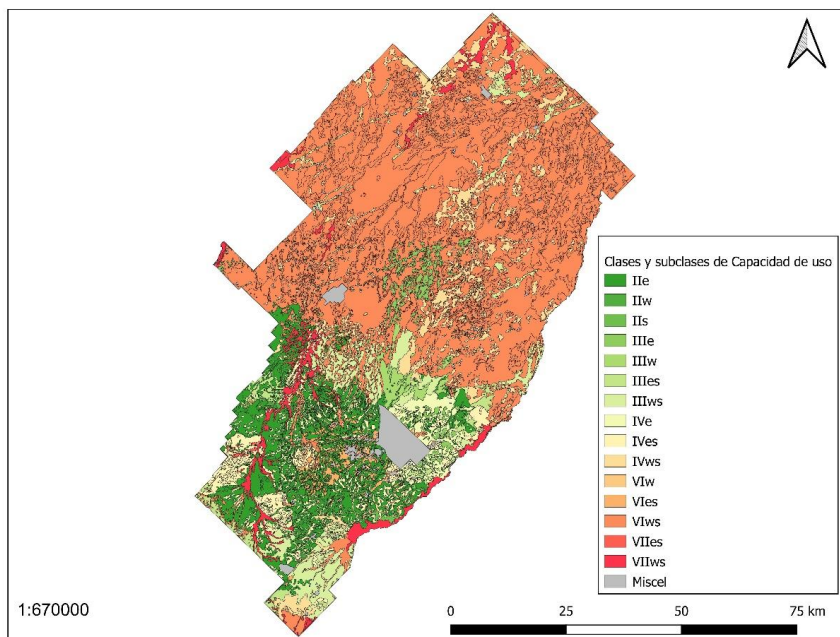 Clases y subclases de Capacidad de uso
IIe
IIw
IIs
IIIe
IIIw
IIIes
IIIws
IVe
IVes
IVws
VIw
VIes
VIws
VIIes
VIIws
Miscel
1:670000
0 25 50 75 km